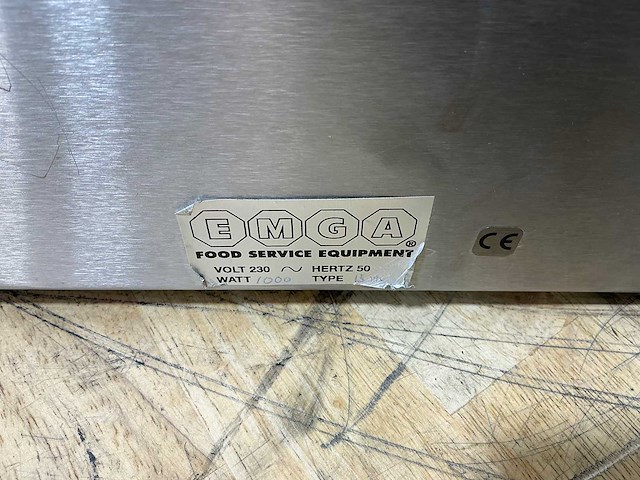 EMGA®
FOOD SERVICE EQUIPMENT
VOLT 230 ~ HERTZ 50
WATT 1000 TYPE
CE